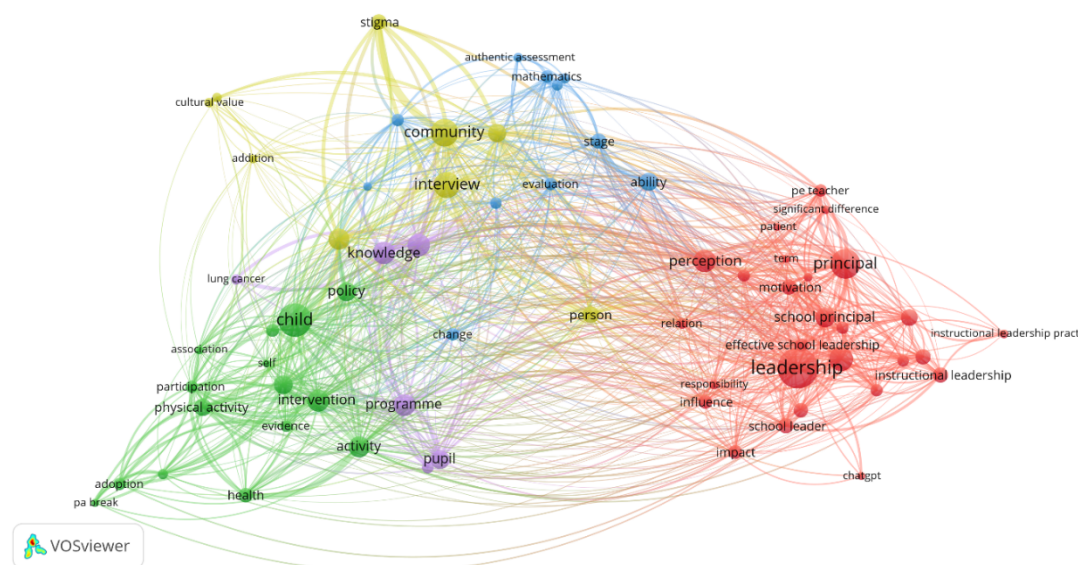 stigma
authentic assessment
mathematics
cultural value
community
stage
addition
interview
evaluation
ability
pe teacher
significant difference
patient
knowledge
perception
term
principal
lung cancer
policy
motivation
child
person
school principal
relation
change
instructional leadership pract
association
effective school leadership
self
leadership
participation
responsibility
instructional leadership
physical activity
intervention
programme
influence
evidence
school leader
activity
pupil
impact
adoption
health
chatgpt
pa break
VOSviewer